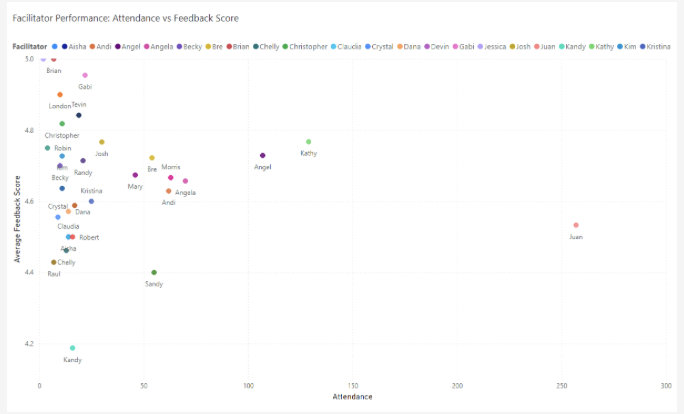 Facilitator Performance: Attendance vs Feedback Score
Facilitator Aisha Andi Angel Angela Becky Bre Brian Chelly Christopher Claudia Crystal Dana Devin Gabi Jessica Josh Juan Kandy Kathy Kim Kristina
5.0
Brian
Gabi
London Tevin
Christopher
4.8
Robin
Josh
Kathy
Bre Morris
Angel
Randy
Becky
Mary
Kristina
Angela
4.6
Andi
Crystal Dana
Claudia
Robert
Juan
Aisha
Chelly
4.4
Raul
Sandy
4.2
Kandy
0 50 100 150 200 250 300
Attendance
Average Feedback Score